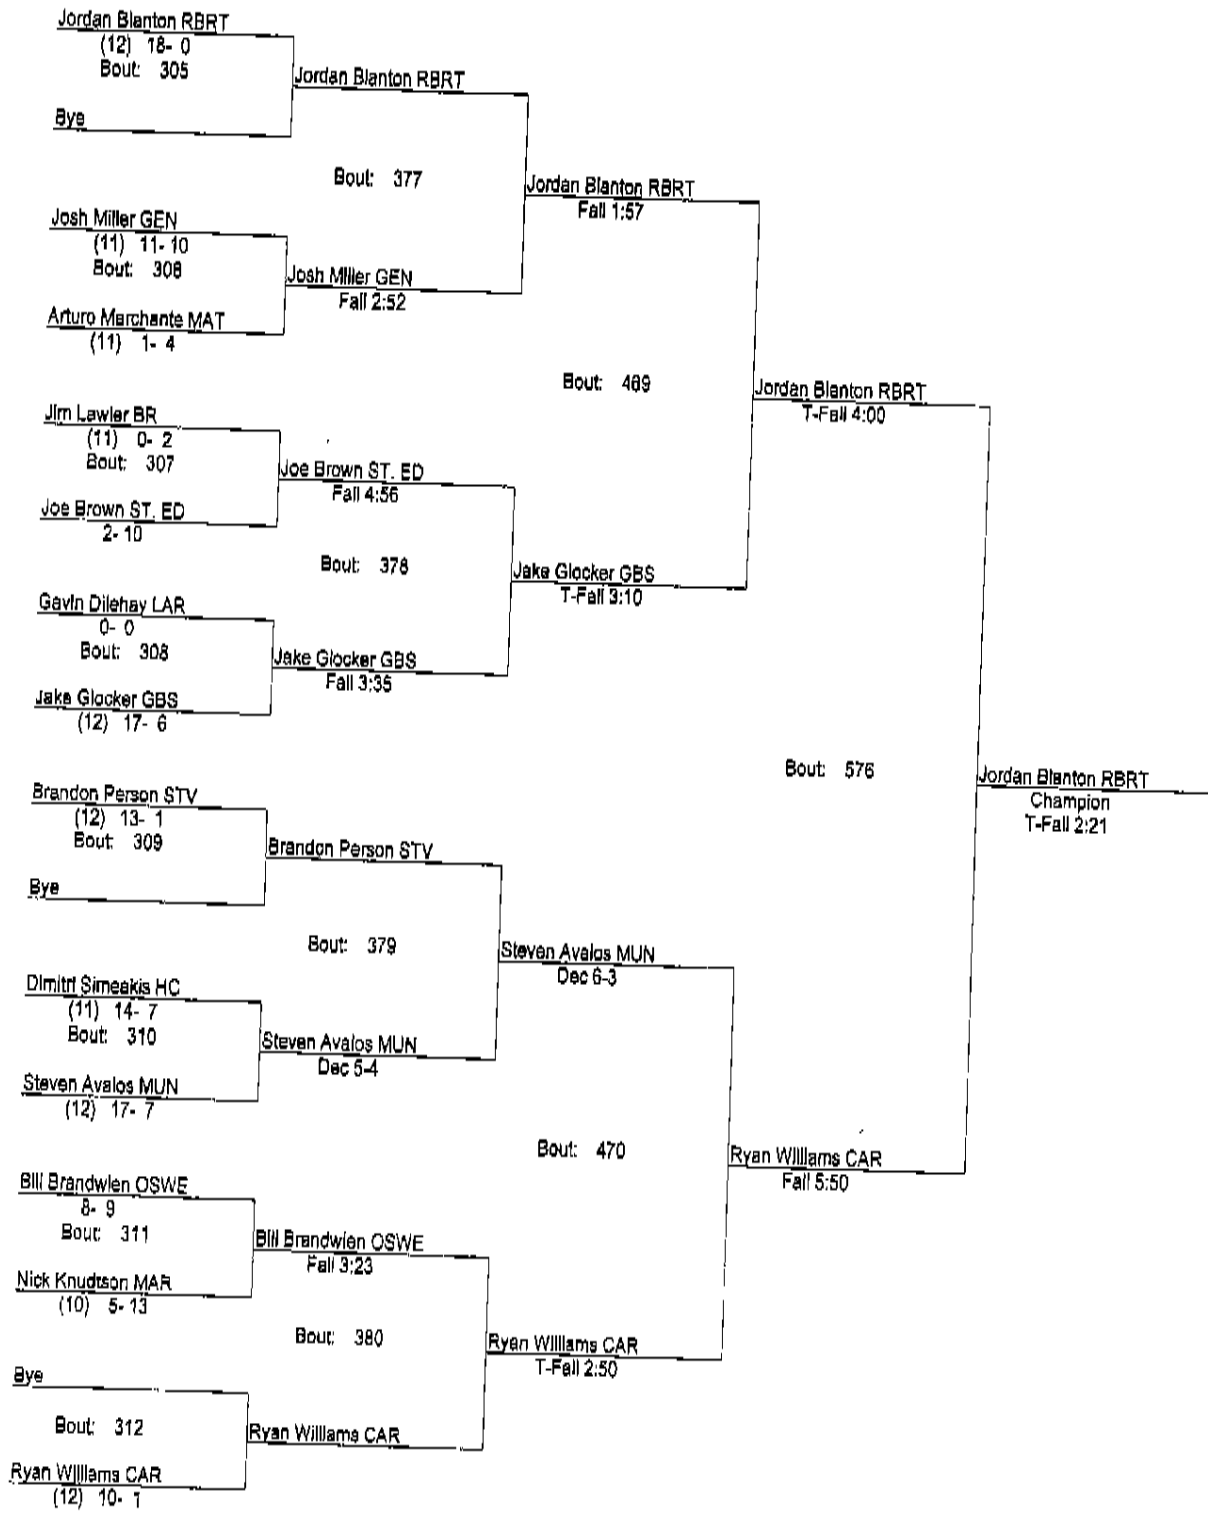 Jordan Blanton RBRT
(12) 18- 0
Bout: 305
Jordan Blanton RBRT
Bye
Bout: 377
Jordan Blanton RBRT
Fall 1:57
Josh Miller GEN
(11) 11- 10
Bout: 308
Josh Miller GEN
Fall 2:52
Arturo Marchante MAT
(11) 1- 4
Bout: 469
Jordan Blanton RBRT
T-Fall 4:00
Jim Lawler BR
(11) 0- 2
Bout: 307
Joe Brown ST. ED
Fall 4:56
Joe Brown ST. ED
2- 10
Bout: 378
Jake Glocker GBS
T-Fall 3:10
Gavin Dilehay LAR
0- 0
Bout: 308
Jake Glocker GBS
Fall 3:35
Jake Glocker GBS
(12) 17- 6
Bout: 576
Jordan Blanton RBRT
Champion
T-Fall 2:21
Brandon Person STV
(12) 13- 1
Bout: 309
Brandon Person STV
Bye
Bout: 379
Steven Avalos MUN
Dec 6-3
Dimitri Simeakis HC
(11) 14- 7
Bout: 310
Steven Avalos MUN
Dec 5-4
Steven Avalos MUN
(12) 17- 7
Bout: 470
Ryan Williams CAR
Fall 5:50
Bill Brandwien OSWE
8- 9
Bout: 311
Bill Brandwien OSWE
Fall 3:23
Nick Knudtson MAR
(10) 5- 13
Bout: 380
Ryan Williams CAR
T-Fall 2:50
Bye
Bout: 312
Ryan Williams CAR
Ryan Williams CAR
(12) 10- 1